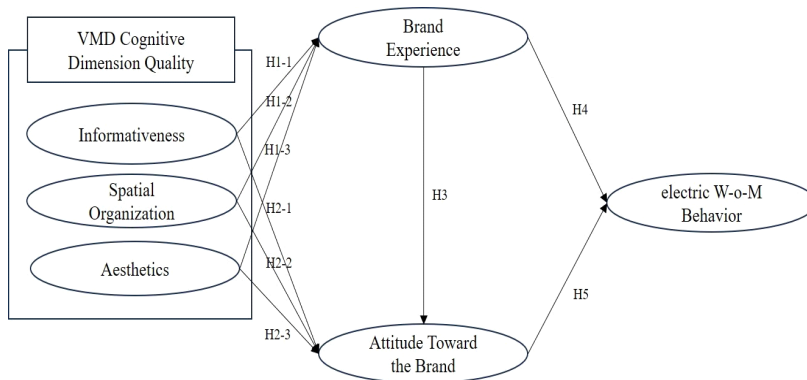 VMD Cognitive
Dimension Quality
Informativeness
Spatial
Organization
Aesthetics
H1-1
H1-2
H1-3
H2-1
H2-2
H2-3
Brand
Experience
H3
Attitude Toward
the Brand
H4
H5
electric W-o-M
Behavior